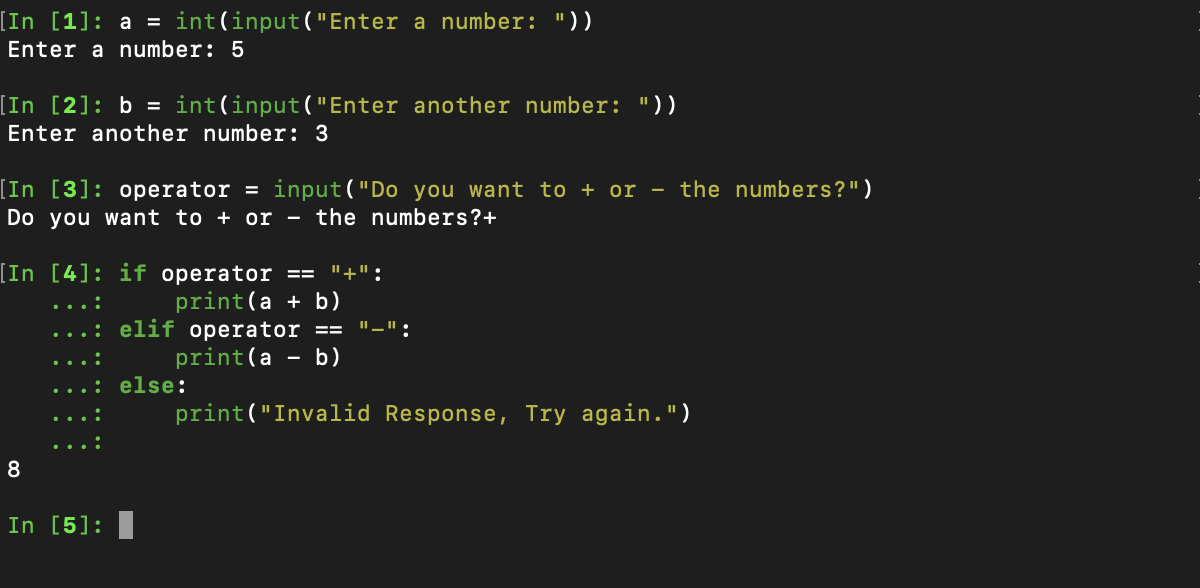 [In [1]: a = int(input("Enter a number: "))
Enter a number: 5
[In [2]: b = int(input("Enter another number: "))
Enter another number: 3
[In [3]: operator = input("Do you want to + or - the numbers?")
Do you want to + or - the numbers?+
[In [4]: if operator == "+":
   ...:     print(a + b)
   ...: elif operator == "-":
   ...:     print(a - b)
   ...: else:
   ...:     print("Invalid Response, Try again.")
   ...:
8
In [5]: